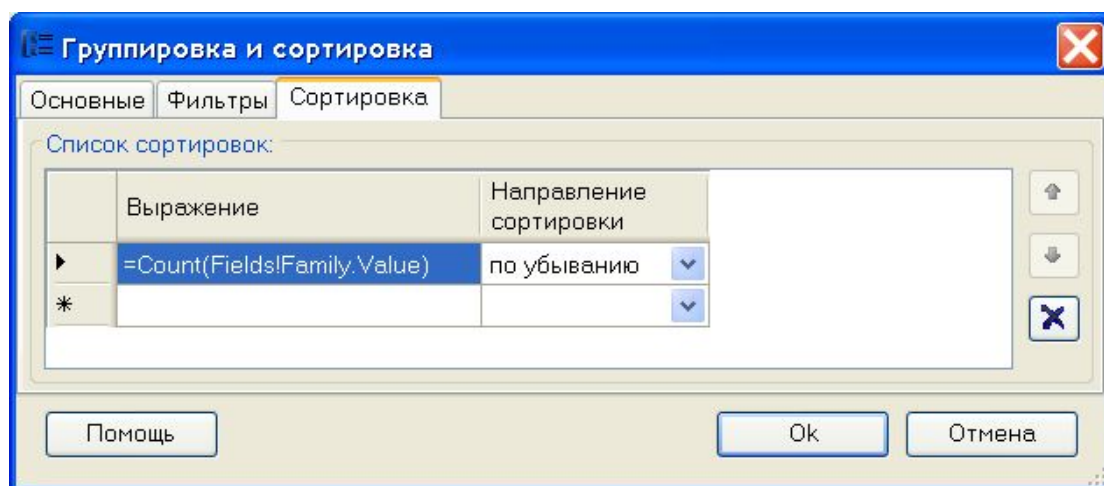 Группировка и сортировка
Основные Фильтры Сортировка
Список сортировок:
Выражение Направление
сортировки
=Count(Fields!Family.Value) по убыванию
Помощь Ok Отмена